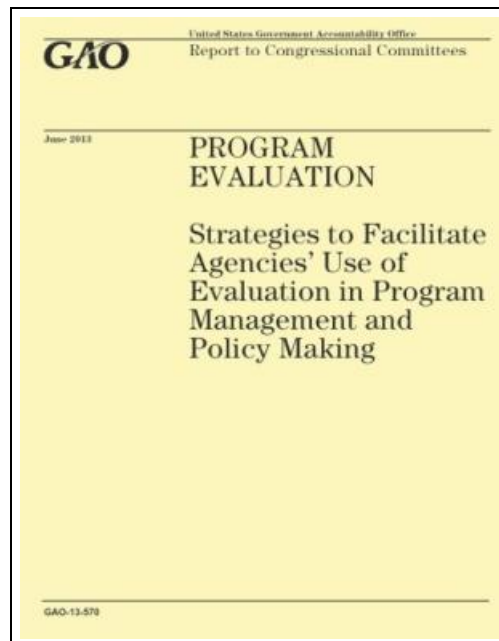 GAO
United States Government Accountability Office
Report to Congressional Committees
June 2013
PROGRAM
EVALUATION
Strategies to Facilitate
Agencies' Use of
Evaluation in Program
Management and
Policy Making
GAO-13-570